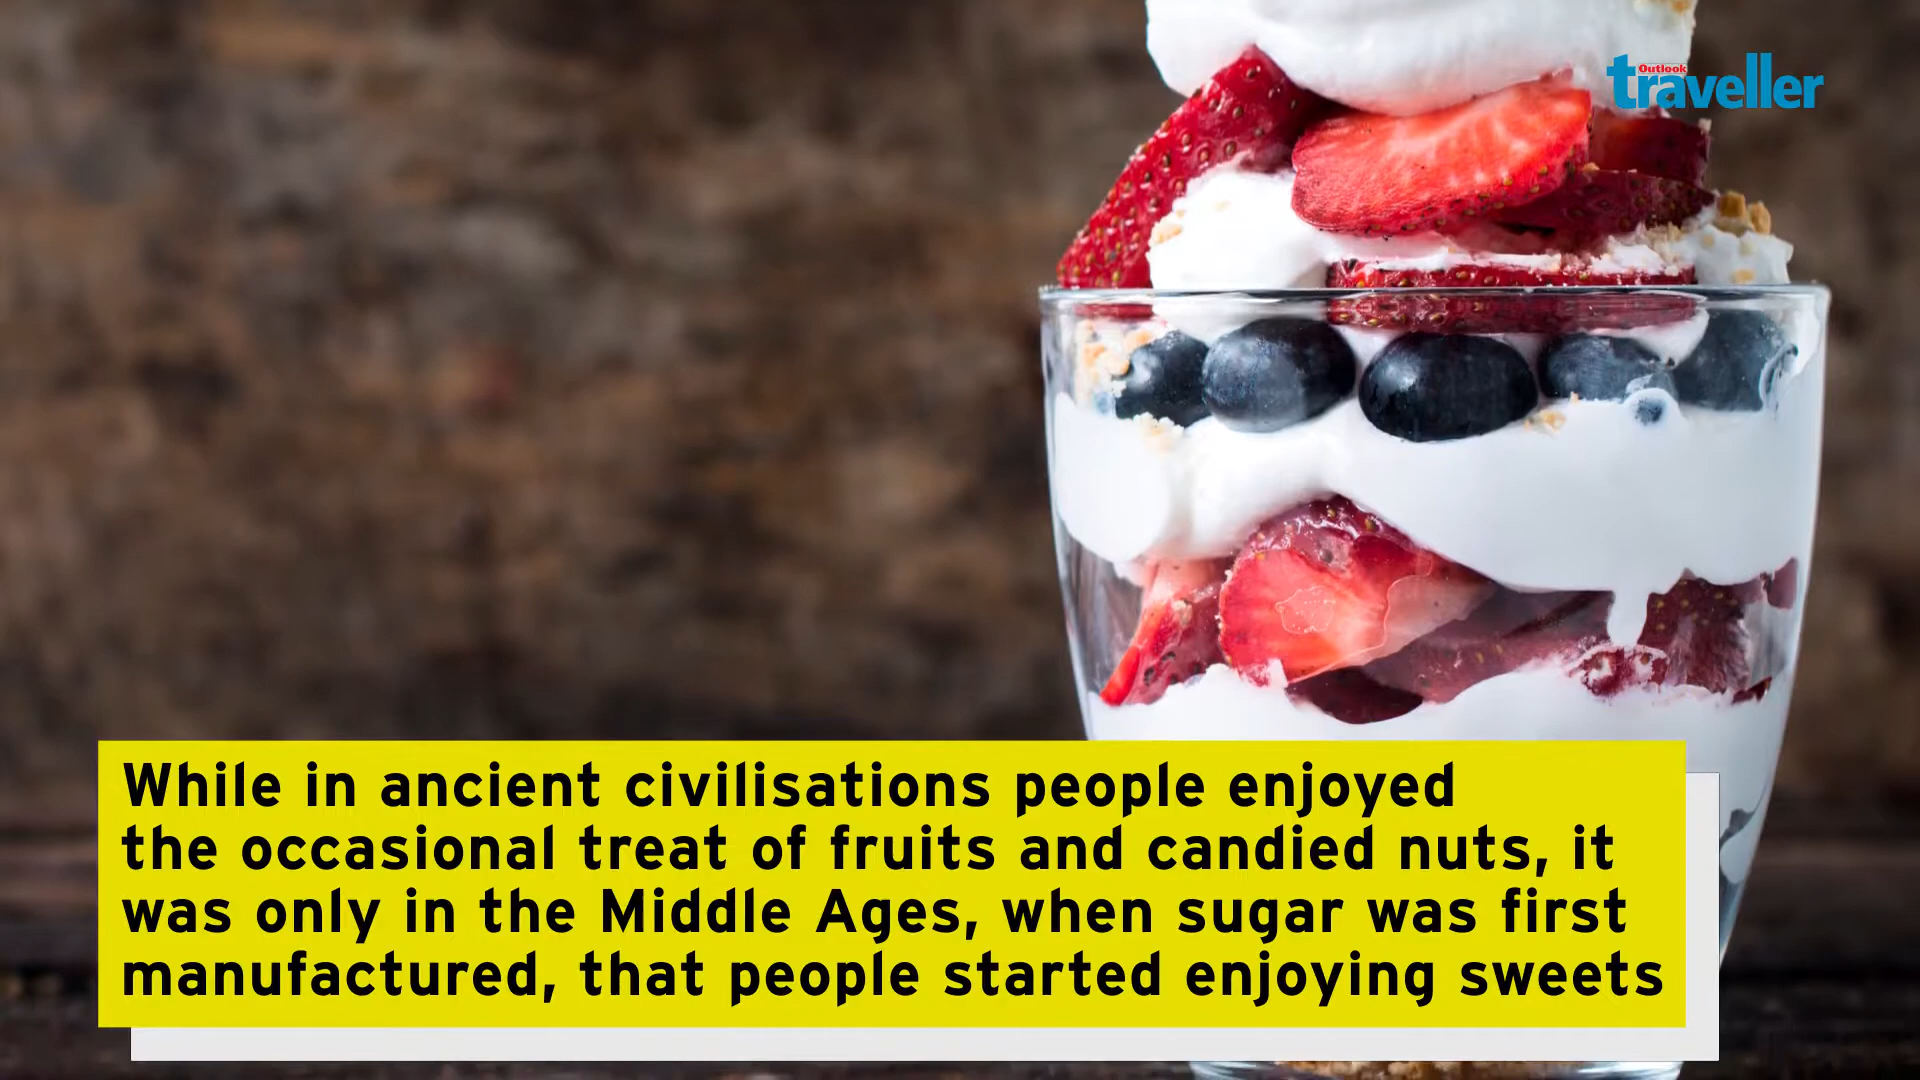 Outlook
traveller
While in ancient civilisations people enjoyed
the occasional treat of fruits and candied nuts, it
was only in the Middle Ages, when sugar was first
manufactured, that people started enjoying sweets